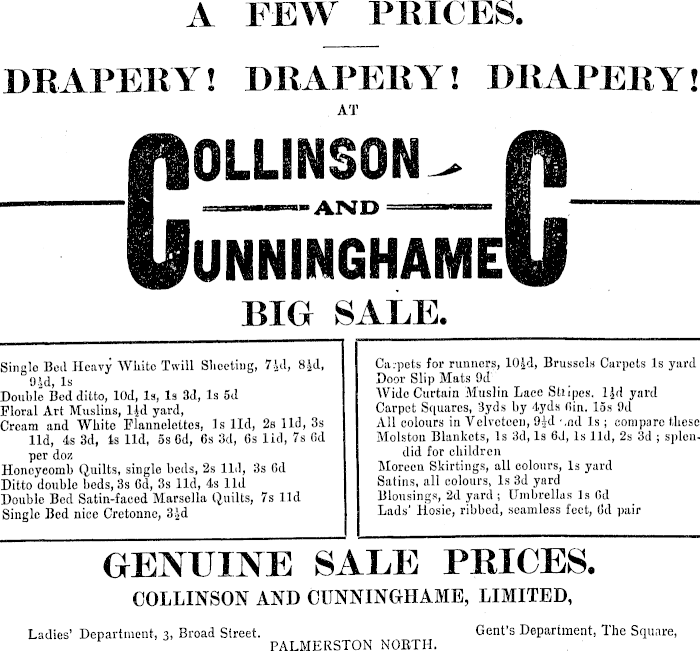 A FEW PRICES.
DRAPERY! DRAPERY! DRAPERY!
AT
COLLINSON
AND
CUNNINGHAME C
BIG SALE.
Single Bed Heavy White Twill Sheeting, 7½d, 8½d,
9½d, 1s
Double Bed ditto, 10d, 1s, 1s 3d, 1s 5d
Floral Art Muslins, 1½d yard,
Cream and White Flannelettes, 1s 11d, 2s 11d, 3s
11d, 4s 3d, 4s 11d, 5s 6d, 6s 3d, 6s 11d, 7s 6d
per doz
Honeycomb Quilts, single beds, 2s 11d, 3s 6d
Ditto double beds, 3s 6d, 3s 11d, 4s 11d
Double Bed Satin-faced Marsella Quilts, 7s 11d
Single Bed nice Cretonne, 3½d
Carpets for runners, 10½d, Brussels Carpets 1s yard
Door Slip Mats 9d
Wide Curtain Muslin Lace Stripes. 1½d yard
Carpet Squares, 3yds by 4yds 6in. 15s 9d
All colours in Velveteen, 9½d and 1s; compare these
Molston Blankets, 1s 3d, 1s 6d, 1s 11d, 2s 3d; splen-
did for children
Moreen Skirtings, all colours, 1s yard
Satins, all colours, 1s 3d yard
Blousings, 2d yard; Umbrellas 1s 6d
Lads' Hosie, ribbed, seamless feet, 6d pair
GENUINE SALE PRICES.
COLLINSON AND CUNNINGHAME, LIMITED,
Ladies' Department, 3, Broad Street.
Gent's Department, The Square,
PALMERSTON NORTH.